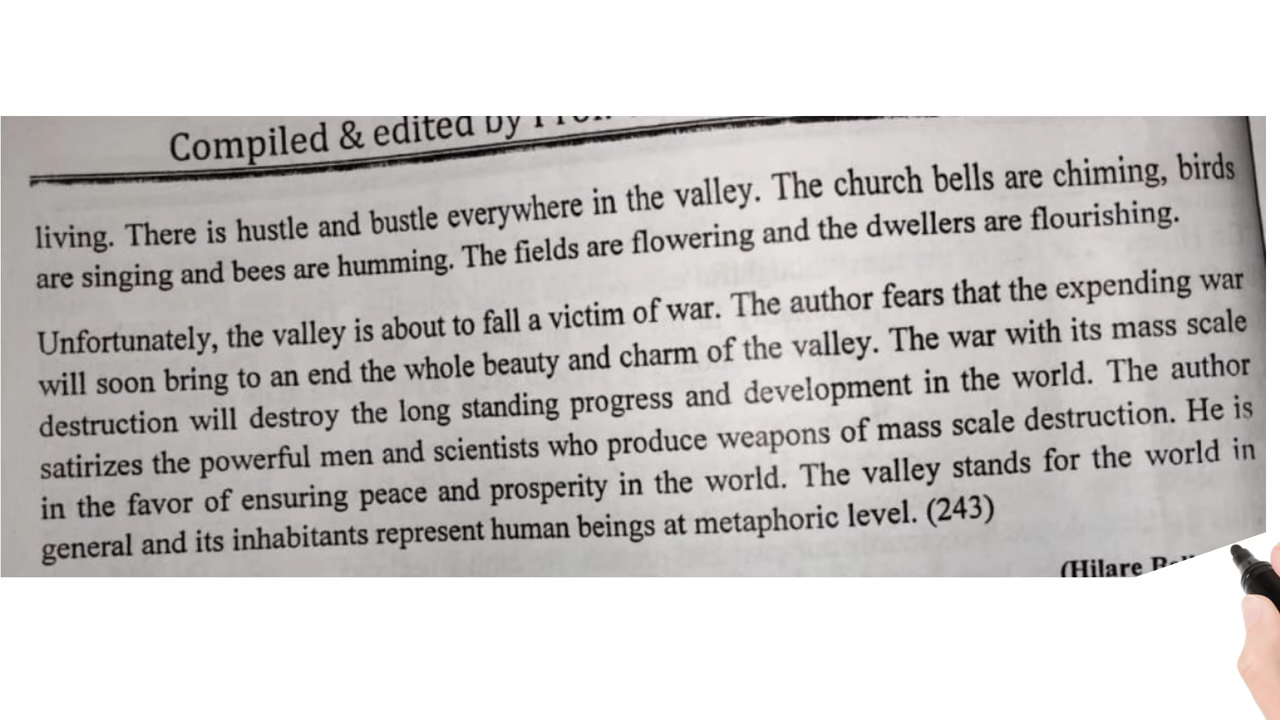 Compiled & edited by
living. There is hustle and bustle everywhere in the valley. The church bells are chiming, birds
are singing and bees are humming. The fields are flowering and the dwellers are flourishing.
Unfortunately, the valley is about to fall a victim of war. The author fears that the expending war
will soon bring to an end the whole beauty and charm of the valley. The war with its mass scale
destruction will destroy the long standing progress and development in the world. The author
satirizes the powerful men and scientists who produce weapons of mass scale destruction. He is
in the favor of ensuring peace and prosperity in the world. The valley stands for the world in
general and its inhabitants represent human beings at metaphoric level. (243)
(Hilare